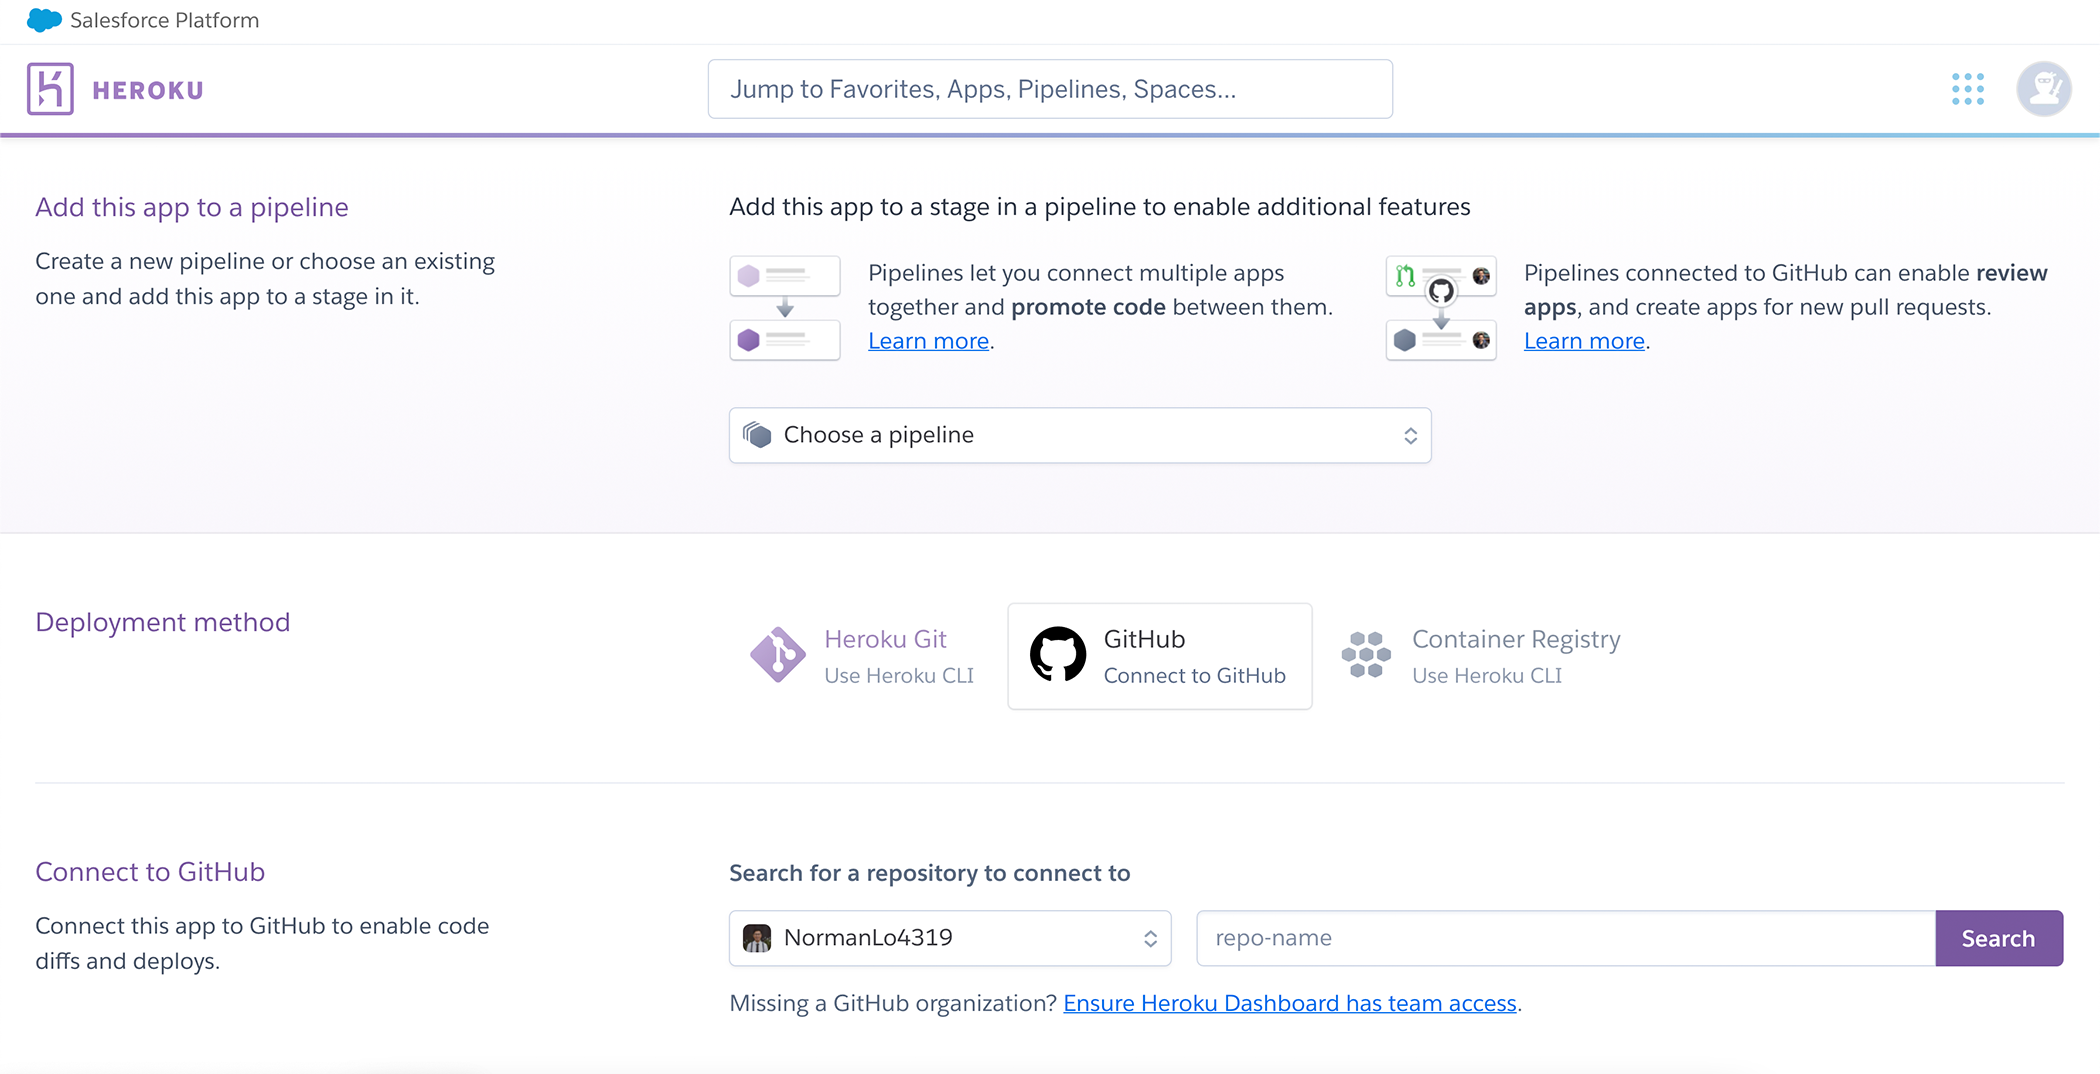 Salesforce Platform
HEROKU
Jump to Favorites, Apps, Pipelines, Spaces...
Add this app to a pipeline
Create a new pipeline or choose an existing
one and add this app to a stage in it.
Add this app to a stage in a pipeline to enable additional features
Pipelines let you connect multiple apps
together and promote code between them.
Learn more.
Pipelines connected to GitHub can enable review
apps, and create apps for new pull requests.
Learn more.
Choose a pipeline
Deployment method
Heroku Git
Use Heroku CLI
GitHub
Connect to GitHub
Container Registry
Use Heroku CLI
Connect to GitHub
Connect this app to GitHub to enable code
diffs and deploys.
Search for a repository to connect to
NormanLo4319
repo-name
Search
Missing a GitHub organization? Ensure Heroku Dashboard has team access.